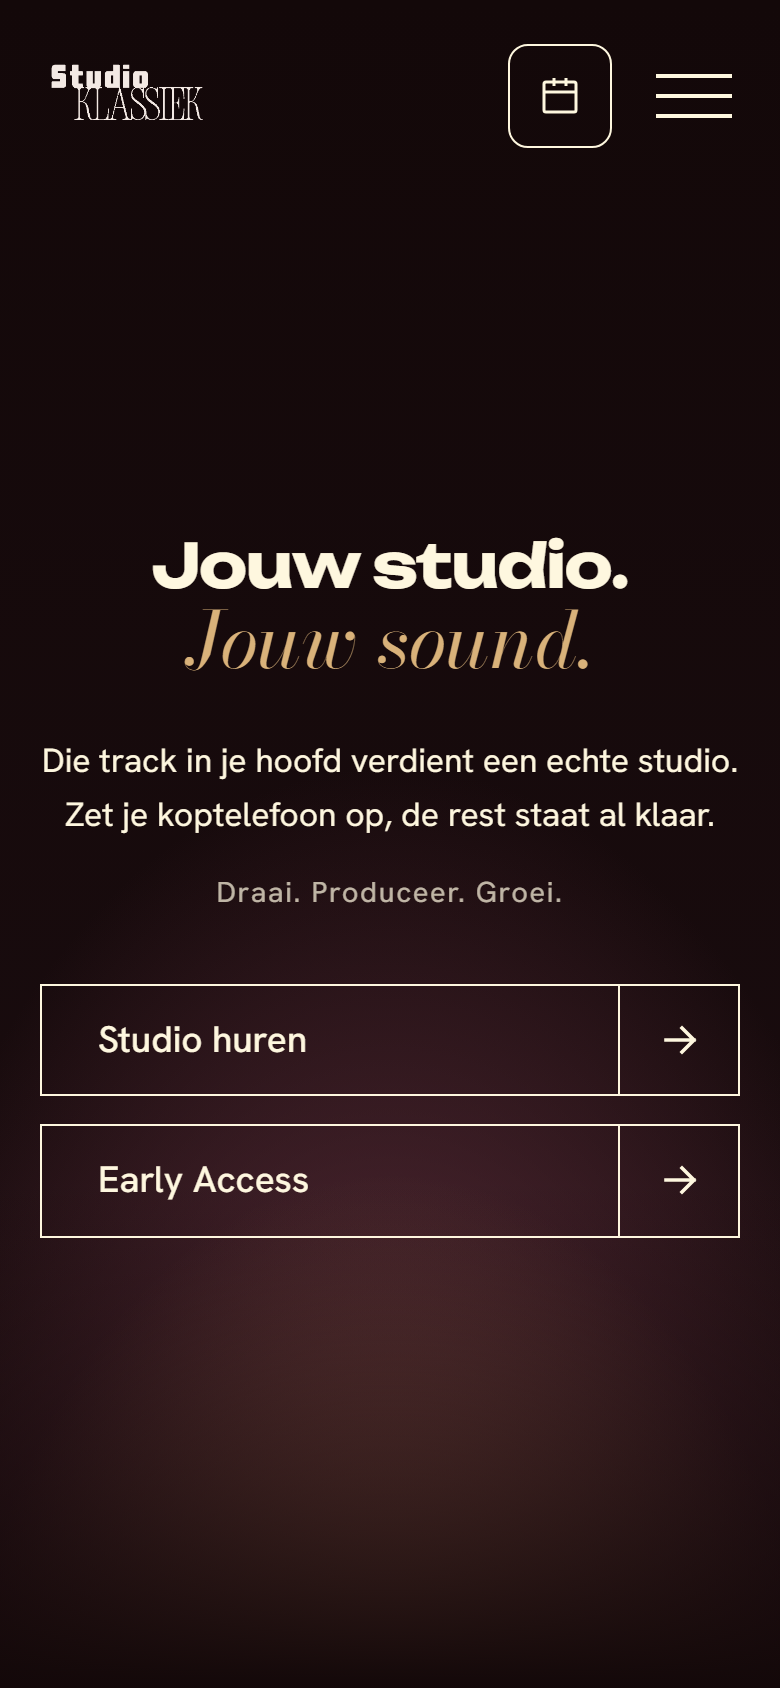 Studio
KLASSIEK
Jouw studio.
Jouw sound.
Die track in je hoofd verdient een echte studio.
Zet je koptelefoon op, de rest staat al klaar.
Draai. Produceer. Groei.
Studio huren
Early Access